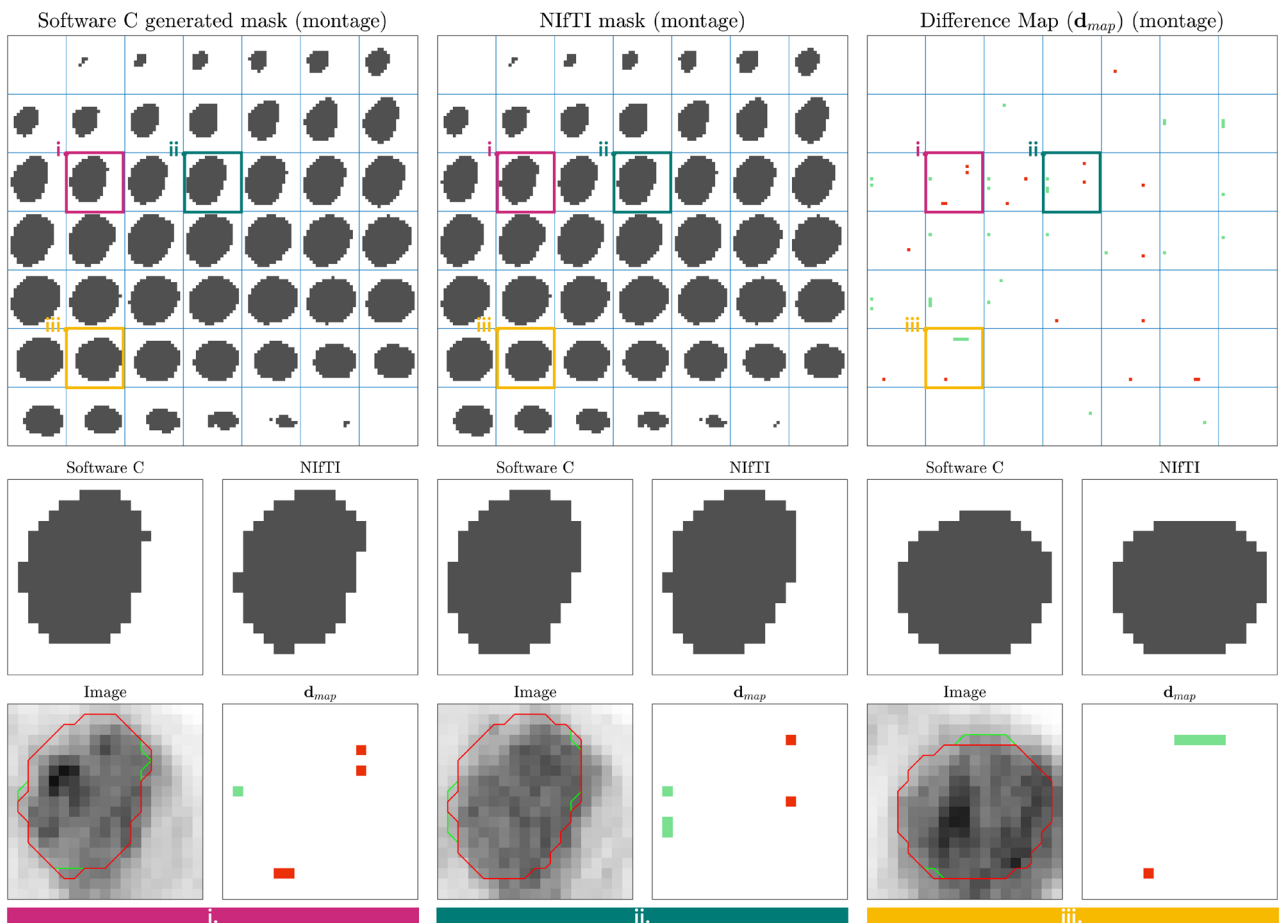 Software C generated mask (montage)
NIfTI mask (montage)
Difference Map (d_map) (montage)
i
ii
i
ii
i
ii
iii
iii
iii
Software C
NIfTI
Software C
NIfTI
Software C
NIfTI
Image
d_map
Image
d_map
Image
d_map
i.
ii.
iii.